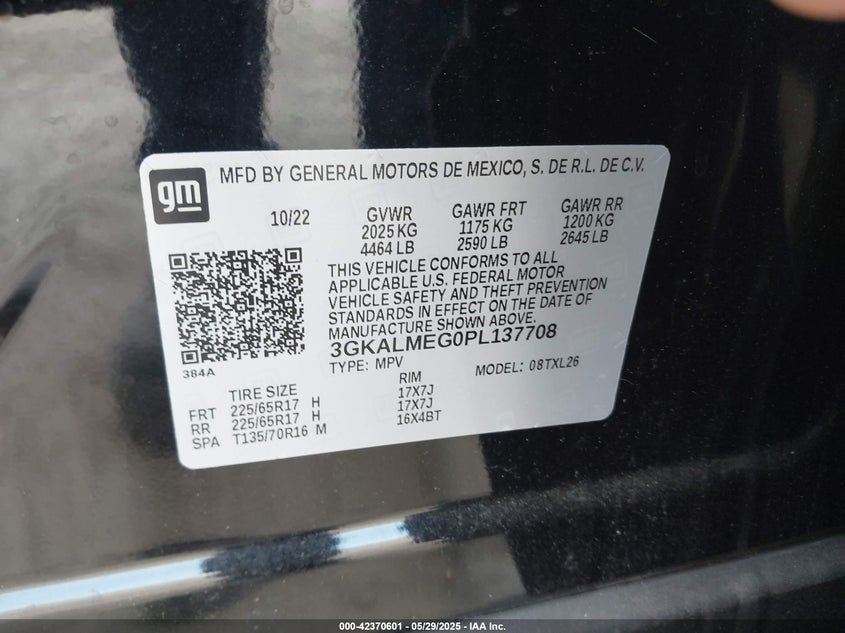 gm
MFD BY GENERAL MOTORS DE MEXICO, S. DE R.L. DE C.V.
10/22 GVWR GAWR FRT GAWR RR
2025 KG 1175 KG 1200 KG
4464 LB 2590 LB 2645 LB
THIS VEHICLE CONFORMS TO ALL
APPLICABLE U.S. FEDERAL MOTOR
VEHICLE SAFETY AND THEFT PREVENTION
STANDARDS IN EFFECT ON THE DATE OF
MANUFACTURE SHOWN ABOVE.
3GKALMEG0PL137708
384A
TYPE: MPV MODEL: 08TXL26
TIRE SIZE RIM
FRT 225/65R17 H 17X7J
RR 225/65R17 H 17X7J
SPA T135/70R16 M 16X4BT
000-42370601 - 05/29/2025 - IAA Inc.